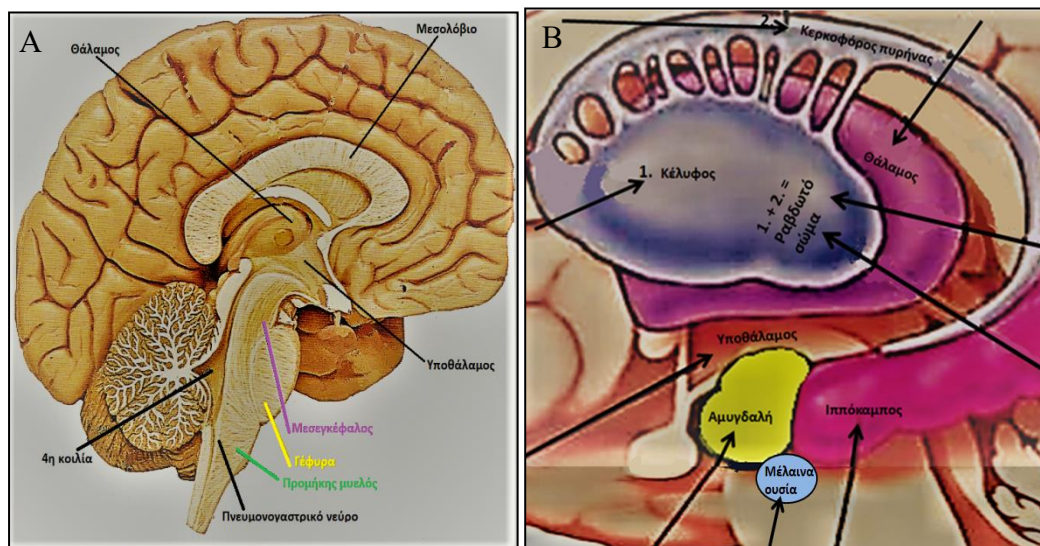 A
Θάλαμος
Μεσολόβιο
Υποθάλαμος
Μεσεγκέφαλος
4η κοιλία
Γέφυρα
Προμήκης μυελός
Πνευμονογαστρικό νεύρο
B
2.
Κερκοφόρος πυρήνας
Θάλαμος
1. Κέλυφος
1. + 2. =
Ραβδωτό
σώμα
Υποθάλαμος
Αμυγδαλή
Ιππόκαμπος
Μέλαινα
ουσία